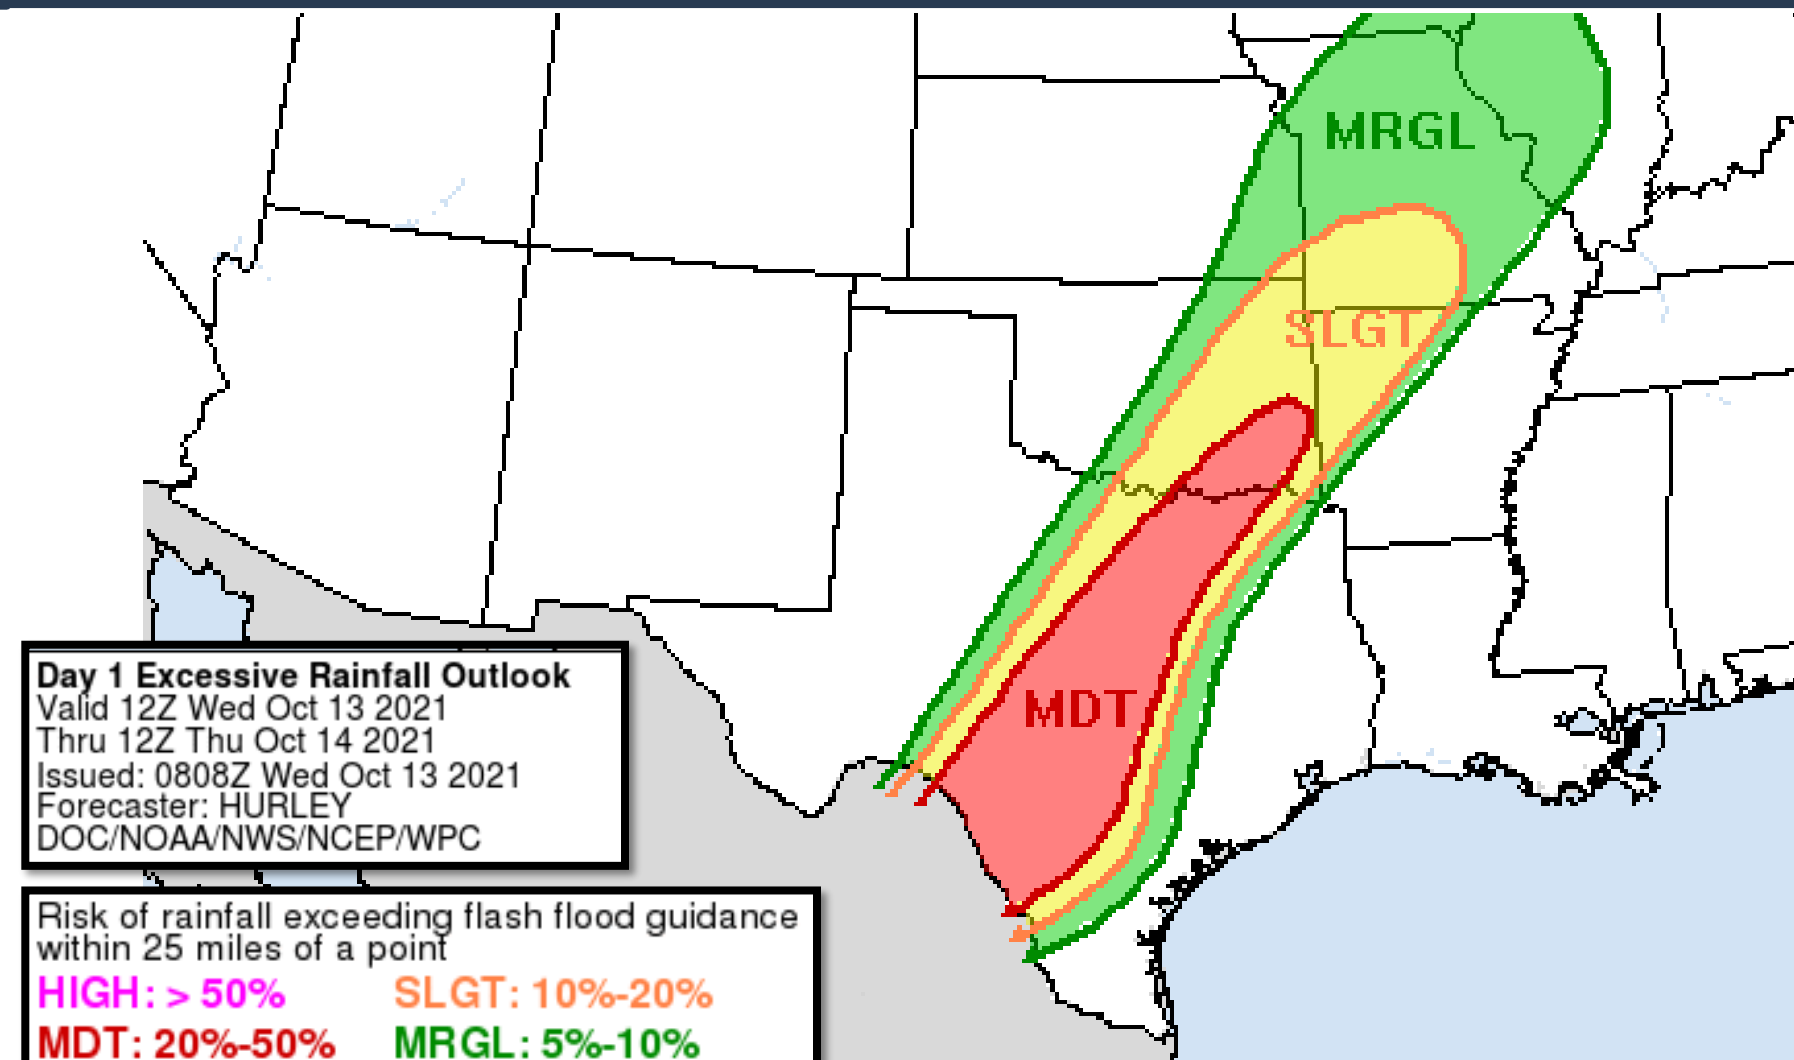 MRGL
SLGT
MDT
Day 1 Excessive Rainfall Outlook
Valid 12Z Wed Oct 13 2021
Thru 12Z Thu Oct 14 2021
Issued: 0808Z Wed Oct 13 2021
Forecaster: HURLEY
DOC/NOAA/NWS/NCEP/WPC
Risk of rainfall exceeding flash flood guidance
within 25 miles of a point
HIGH: > 50% SLGT: 10%-20%
MDT: 20%-50% MRGL: 5%-10%